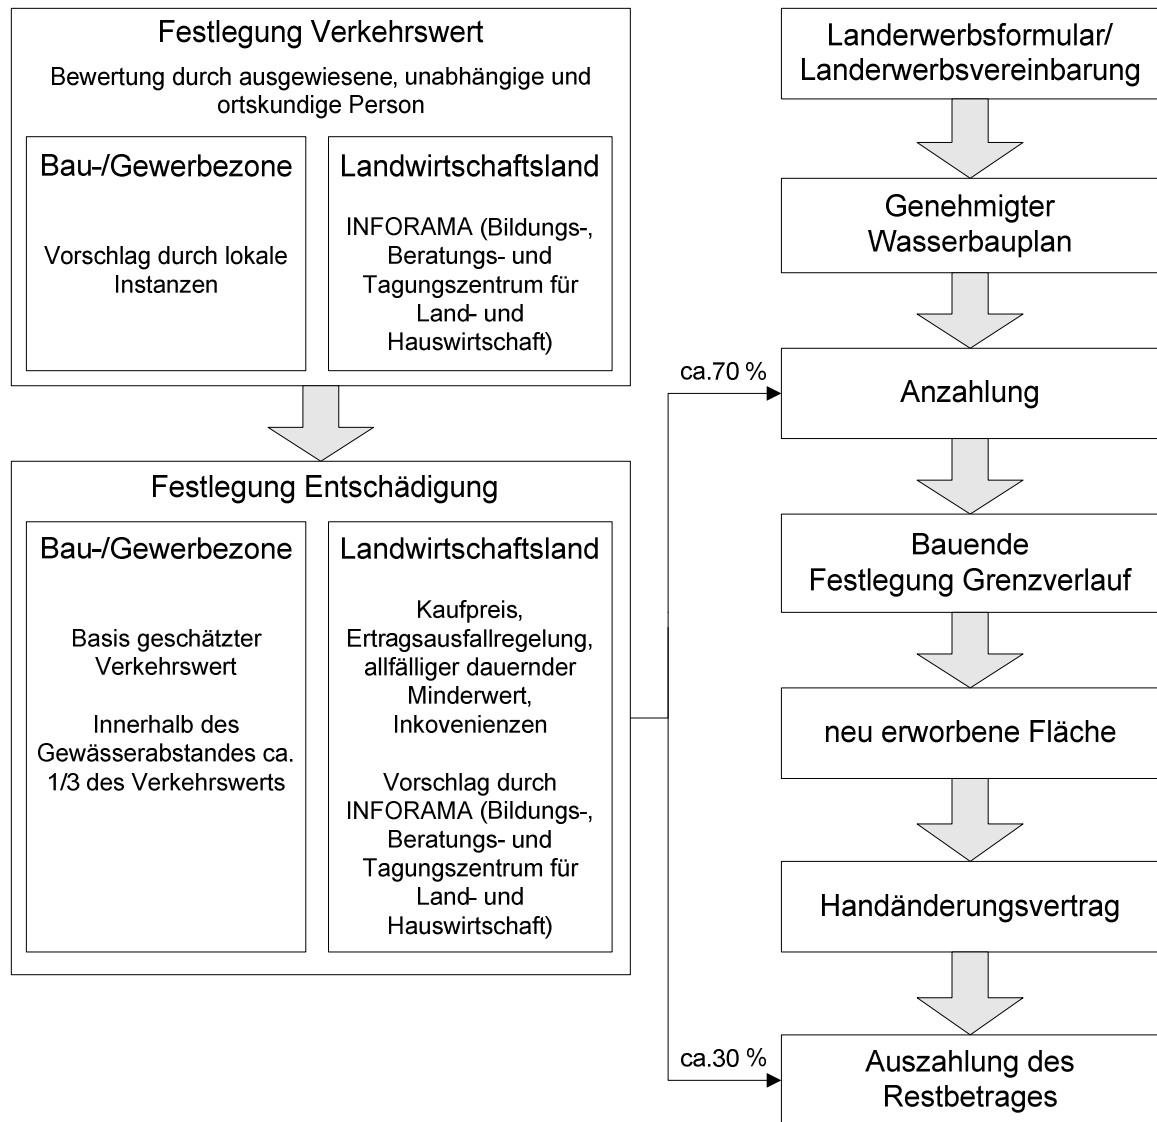 Festlegung Verkehrswert
Bewertung durch ausgewiesene, unabhängige und
ortskundige Person
Bau-/Gewerbezone
Vorschlag durch lokale
Instanzen
Landwirtschaftsland
INFORAMA (Bildungs-,
Beratungs- und
Tagungszentrum für
Land- und
Hauswirtschaft)
Festlegung Entschädigung
Bau-/Gewerbezone
Basis geschätzter
Verkehrswert
Innerhalb des
Gewässerabstandes ca.
1/3 des Verkehrswerts
Landwirtschaftsland
Kaufpreis,
Ertragsausfallregelung,
allfälliger dauernder
Minderwert,
Inkovenienzen
Vorschlag durch
INFORAMA (Bildungs-,
Beratungs- und
Tagungszentrum für
Land- und
Hauswirtschaft)
ca.70 %
ca.30 %
Landerwerbsformular/
Landerwerbsvereinbarung
Genehmigter
Wasserbauplan
Anzahlung
Bauende
Festlegung Grenzverlauf
neu erworbene Fläche
Handänderungsvertrag
Auszahlung des
Restbetrages